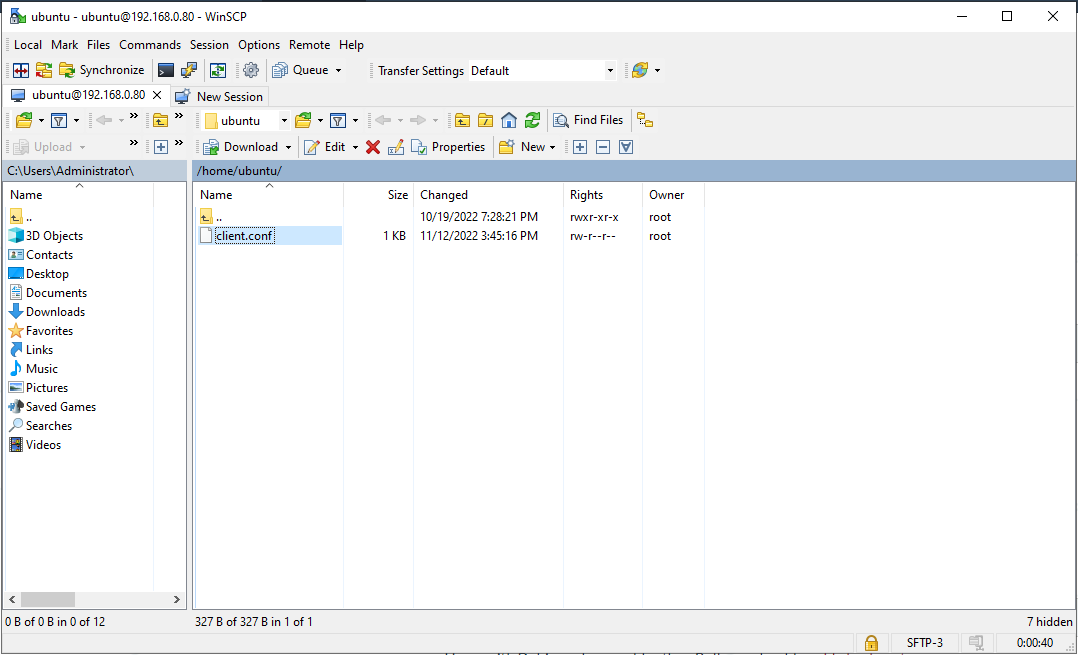 ubuntu - ubuntu@192.168.0.80 - WinSCP
Local Mark Files Commands Session Options Remote Help
Synchronize Queue Transfer Settings Default
ubuntu@192.168.0.80 New Session
ubuntu Find Files
Upload Download Edit Properties New
C:\Users\Administrator\ /home/ubuntu/
Name Name Size Changed Rights Owner
.. .. 10/19/2022 7:28:21 PM rwxr-xr-x root
3D Objects client.conf 1 KB 11/12/2022 3:45:16 PM rw-r--r-- root
Contacts
Desktop
Documents
Downloads
Favorites
Links
Music
Pictures
Saved Games
Searches
Videos
0 B of 0 B in 0 of 12 327 B of 327 B in 1 of 1 7 hidden
SFTP-3 0:00:40